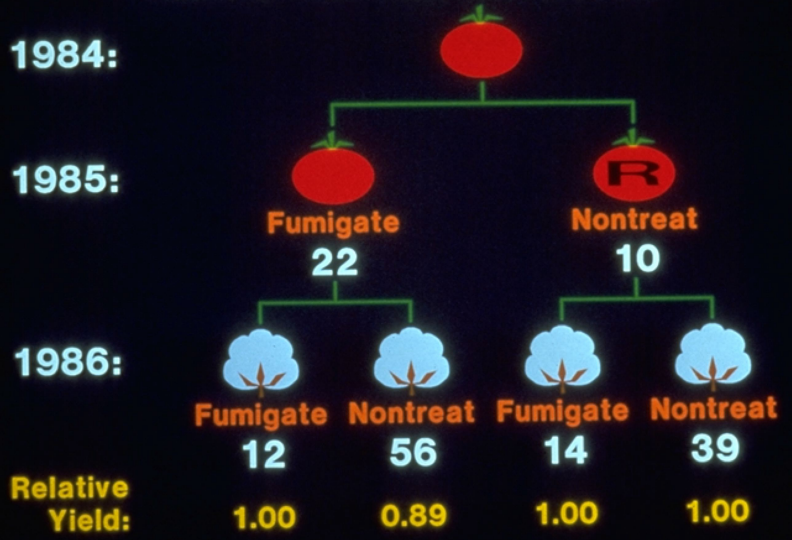 1984:
1985:
R
Fumigate Nontreat
22 10
1986:
Fumigate Nontreat Fumigate Nontreat
12 56 14 39
Relative
Yield: 1.00 0.89 1.00 1.00